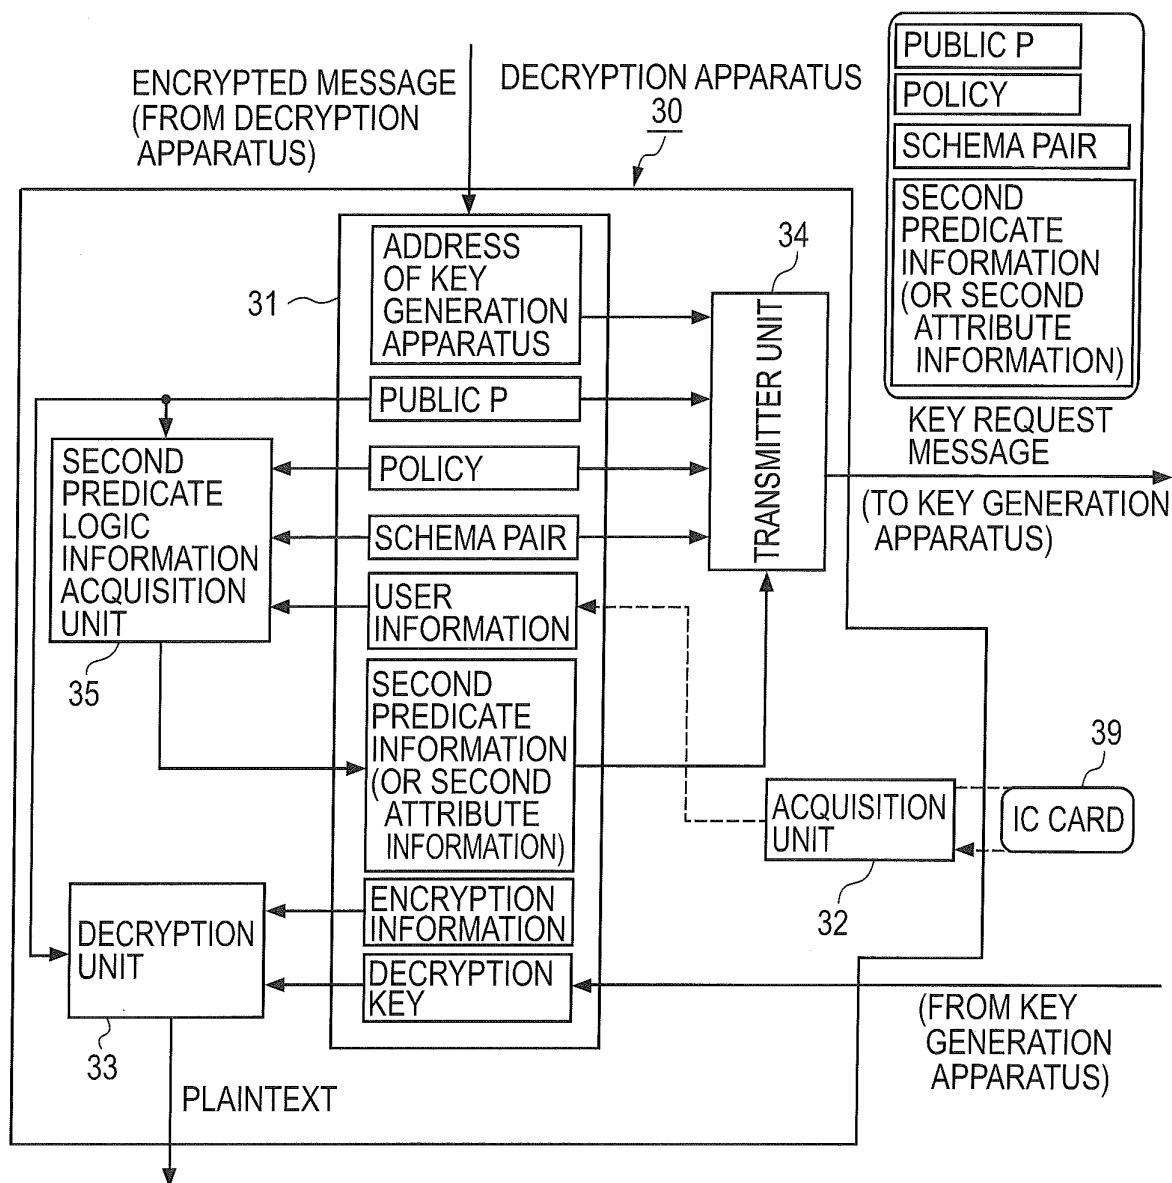 ENCRYPTED MESSAGE
(FROM DECRYPTION
APPARATUS)
DECRYPTION APPARATUS
30
PUBLIC P
POLICY
SCHEMA PAIR
SECOND
PREDICATE
INFORMATION
(OR SECOND
ATTRIBUTE
INFORMATION)
KEY REQUEST
MESSAGE
(TO KEY GENERATION
APPARATUS)
31
ADDRESS
OF KEY
GENERATION
APPARATUS
PUBLIC P
POLICY
SCHEMA PAIR
USER
INFORMATION
SECOND
PREDICATE
INFORMATION
(OR SECOND
ATTRIBUTE
INFORMATION)
ENCRYPTION
INFORMATION
DECRYPTION
KEY
34
TRANSMITTER UNIT
SECOND
PREDICATE
LOGIC
INFORMATION
ACQUISITION
UNIT
35
ACQUISITION
UNIT
32
39
IC CARD
DECRYPTION
UNIT
33
(FROM KEY
GENERATION
APPARATUS)
PLAINTEXT